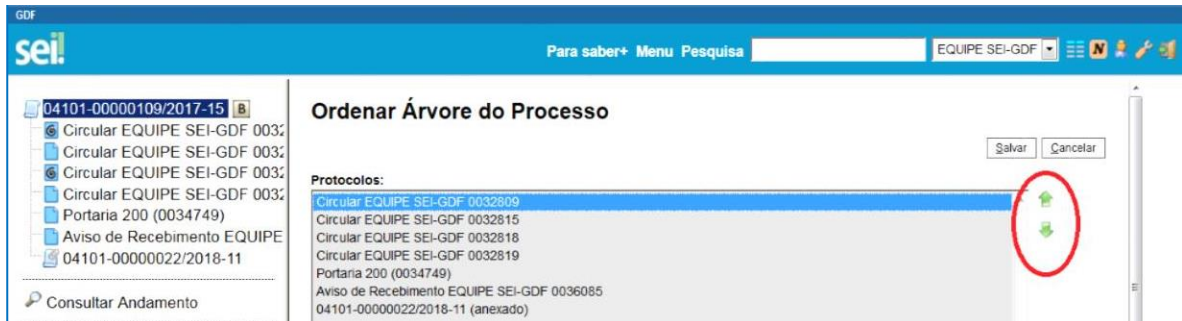 GDF
sei!
Para saber+ Menu Pesquisa
EQUIPE SEI-GDF
N
04101-00000109/2017-15 B
Circular EQUIPE SEI-GDF 0032
Circular EQUIPE SEI-GDF 0032
Circular EQUIPE SEI-GDF 0032
Circular EQUIPE SEI-GDF 0032
Portaria 200 (0034749)
Aviso de Recebimento EQUIPE
04101-00000022/2018-11
Consultar Andamento
Ordenar Árvore do Processo
Salvar Cancelar
Protocolos:
Circular EQUIPE SEI-GDF 0032809
Circular EQUIPE SEI-GDF 0032815
Circular EQUIPE SEI-GDF 0032818
Circular EQUIPE SEI-GDF 0032819
Portaria 200 (0034749)
Aviso de Recebimento EQUIPE SEI-GDF 0036085
04101-00000022/2018-11 (anexado)